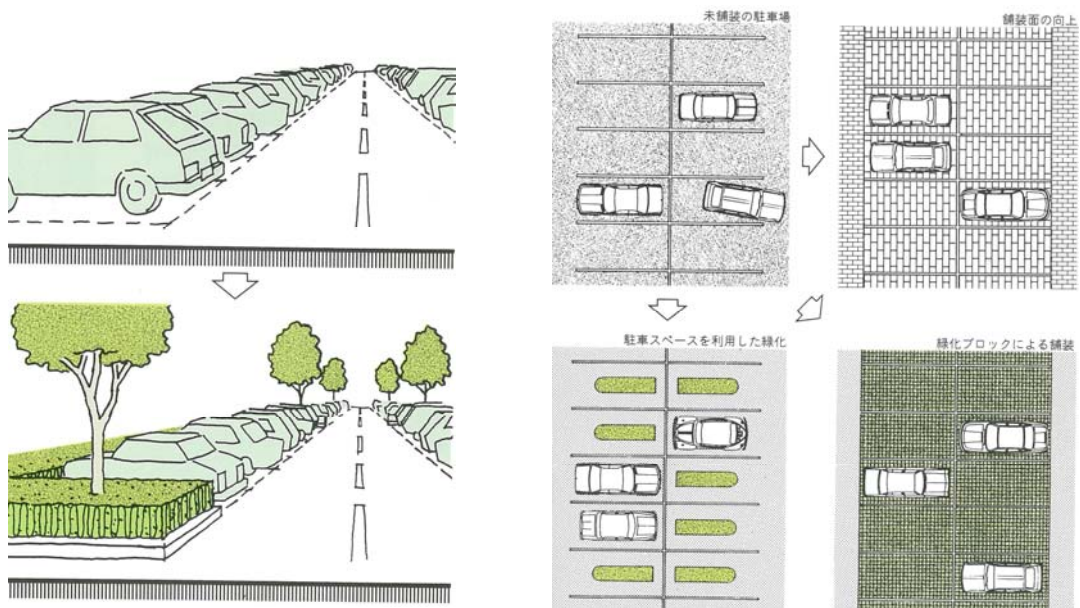 未舗装の駐車場
舗装面の向上
駐車スペースを利用した緑化
緑化ブロックによる舗装